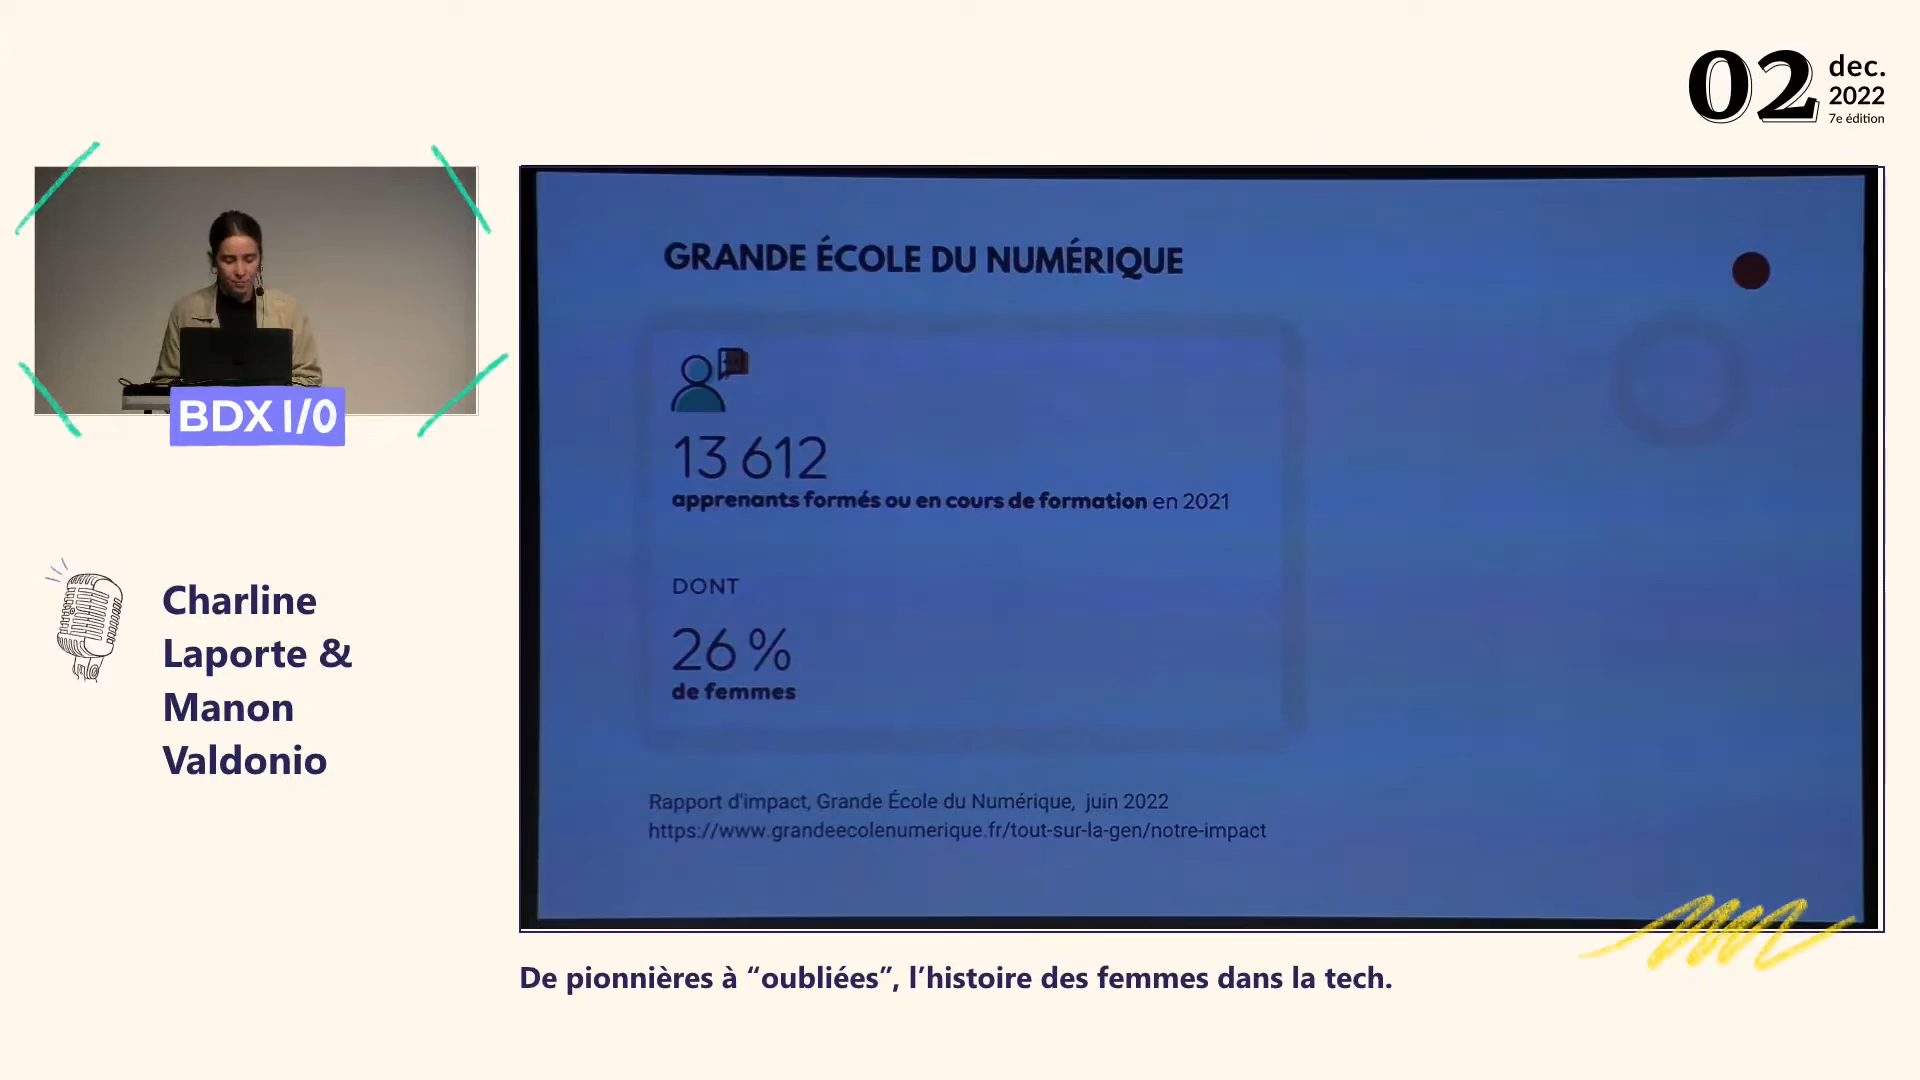 02
dec.
2022
7e édition
BDX I/O
Charline
Laporte &
Manon
Valdonio
GRANDE ÉCOLE DU NUMÉRIQUE
13 612
apprenants formés ou en cours de formation en 2021
DONT
26 %
de femmes
Rapport d'impact, Grande École du Numérique, juin 2022
https://www.grandeecolenumerique.fr/tout-sur-la-gen/notre-impact
De pionnières à “oubliées”, l’histoire des femmes dans la tech.